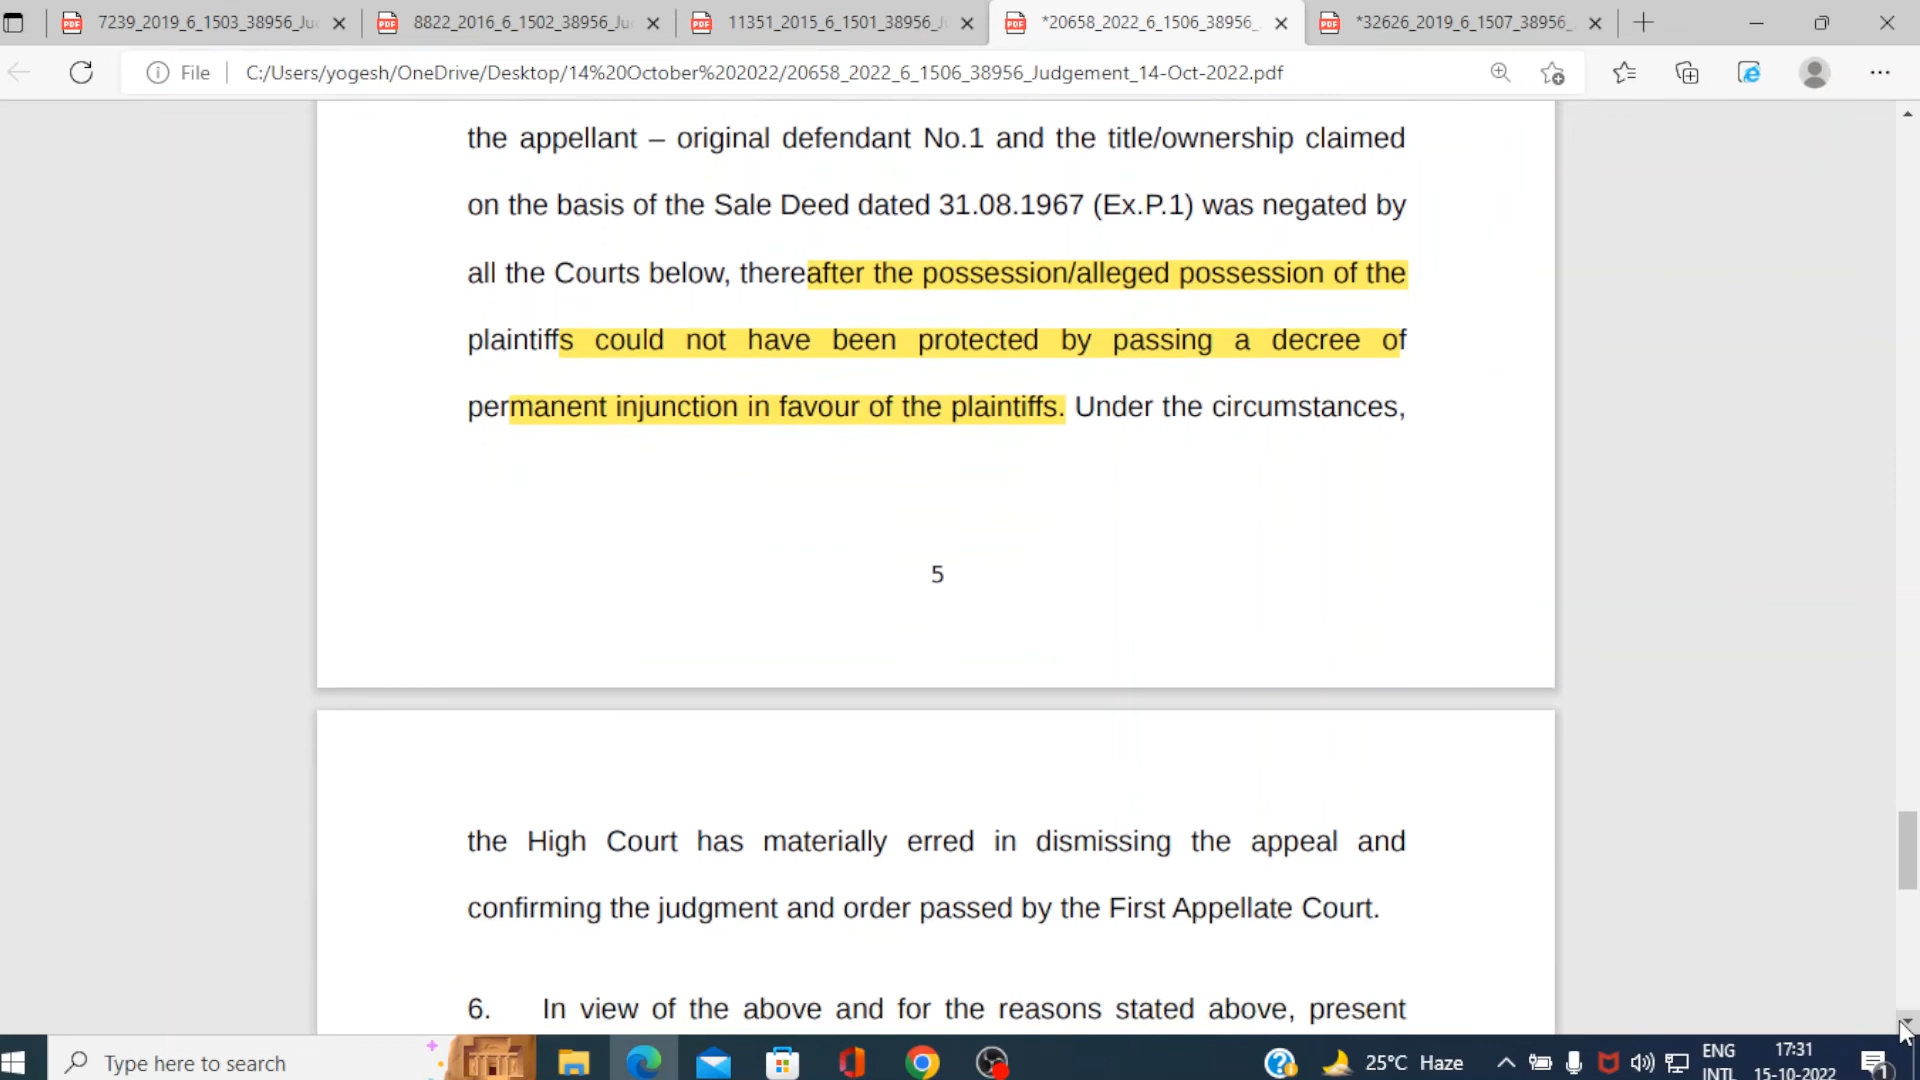 7239_2019_6_1503_38956_Ju
8822_2016_6_1502_38956_Ju
11351_2015_6_1501_38956_J
*20658_2022_6_1506_38956_
*32626_2019_6_1507_38956_
File
C:/Users/yogesh/OneDrive/Desktop/14%20October%202022/20658_2022_6_1506_38956_Judgement_14-Oct-2022.pdf
the appellant – original defendant No.1 and the title/ownership claimed
on the basis of the Sale Deed dated 31.08.1967 (Ex.P.1) was negated by
all the Courts below, thereafter the possession/alleged possession of the
plaintiffs could not have been protected by passing a decree of
permanent injunction in favour of the plaintiffs. Under the circumstances,
5
the High Court has materially erred in dismissing the appeal and
confirming the judgment and order passed by the First Appellate Court.
6. In view of the above and for the reasons stated above, present
Type here to search
25°C Haze
ENG
INTL
17:31
15-10-2022
1